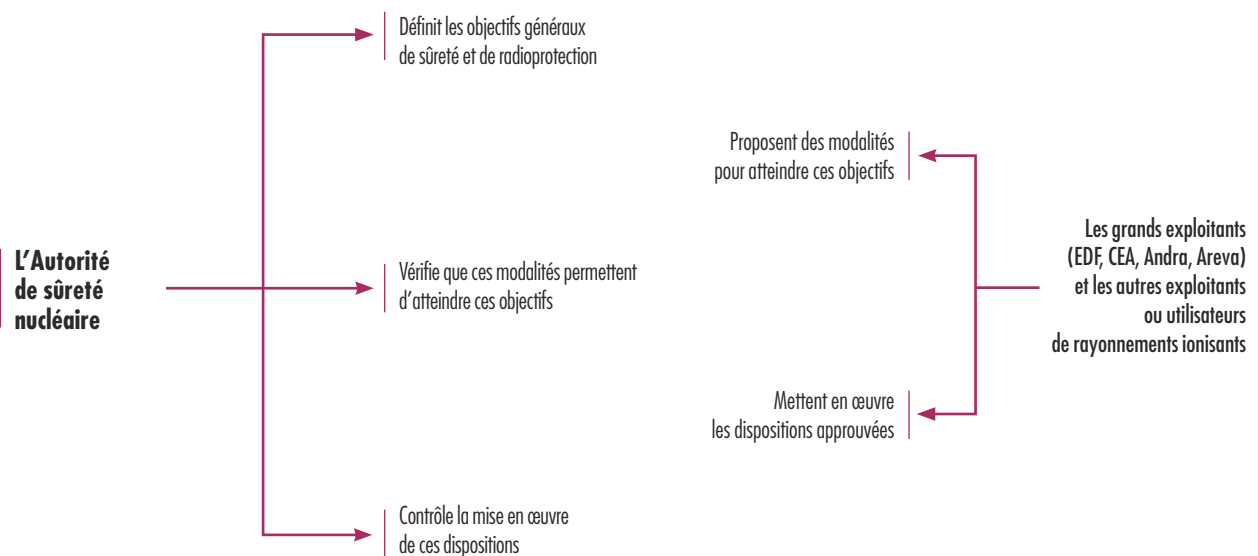 Définit les objectifs généraux
de sûreté et de radioprotection
Proposent des modalités
pour atteindre ces objectifs
L’Autorité
de sûreté
nucléaire
Vérifie que ces modalités permettent
d’atteindre ces objectifs
Les grands exploitants
(EDF, CEA, Andra, Areva)
et les autres exploitants
ou utilisateurs
de rayonnements ionisants
Mettent en œuvre
les dispositions approuvées
Contrôle la mise en œuvre
de ces dispositions